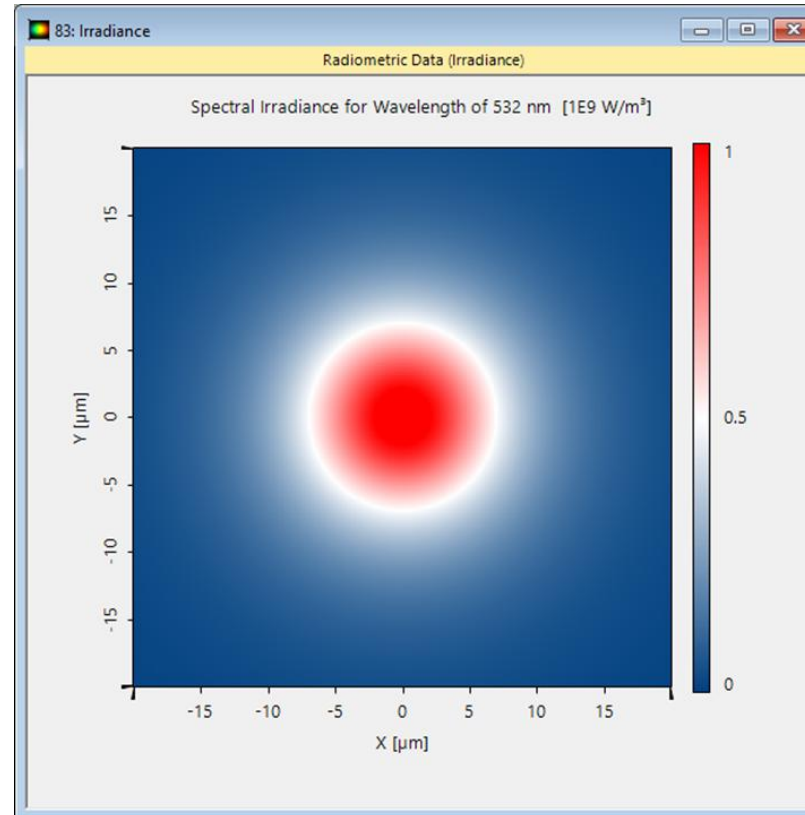 83: Irradiance
Radiometric Data (Irradiance)
Spectral Irradiance for Wavelength of 532 nm  [1E9 W/m³]
1
0.5
0
15
10
5
0
-5
-10
-15
Y [µm]
-15 -10 -5 0 5 10 15
X [µm]